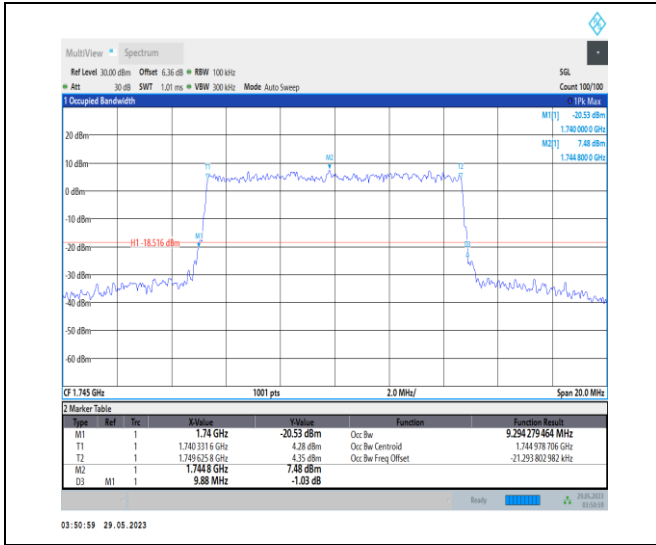 MultiView Spectrum
Ref Level 30.00 dBm Offset 6.36 dB RBW 100 kHz SGL
Att 30 dB SWT 1.01 ms VBW 300 kHz Mode Auto Sweep Count 100/100
1 Occupied Bandwidth 1Pk Max
M1[1] -20.53 dBm
1.740 000 0 GHz
M2[1] 7.48 dBm
1.744 800 0 GHz
20 dBm
10 dBm
T1 M2 T2
0 dBm
-10 dBm
M1
H1 -18.516 dBm
D3
-20 dBm
-30 dBm
-40 dBm
-50 dBm
-60 dBm
CF 1.745 GHz 1001 pts 2.0 MHz/ Span 20.0 MHz
2 Marker Table
Type Ref Trc X-Value Y-Value Function Function Result
M1 1 1.74 GHz -20.53 dBm Occ Bw 9.294 279 464 MHz
T1 1 1.740 331 6 GHz 4.28 dBm Occ Bw Centroid 1.744 978 706 GHz
T2 1 1.749 625 8 GHz 4.35 dBm Occ Bw Freq Offset -21.293 802 982 kHz
M2 1 1.744 8 GHz 7.48 dBm
D3 M1 1 9.88 MHz -1.03 dB
Ready 29.05.2023
03:50:59
03:50:59 29.05.2023